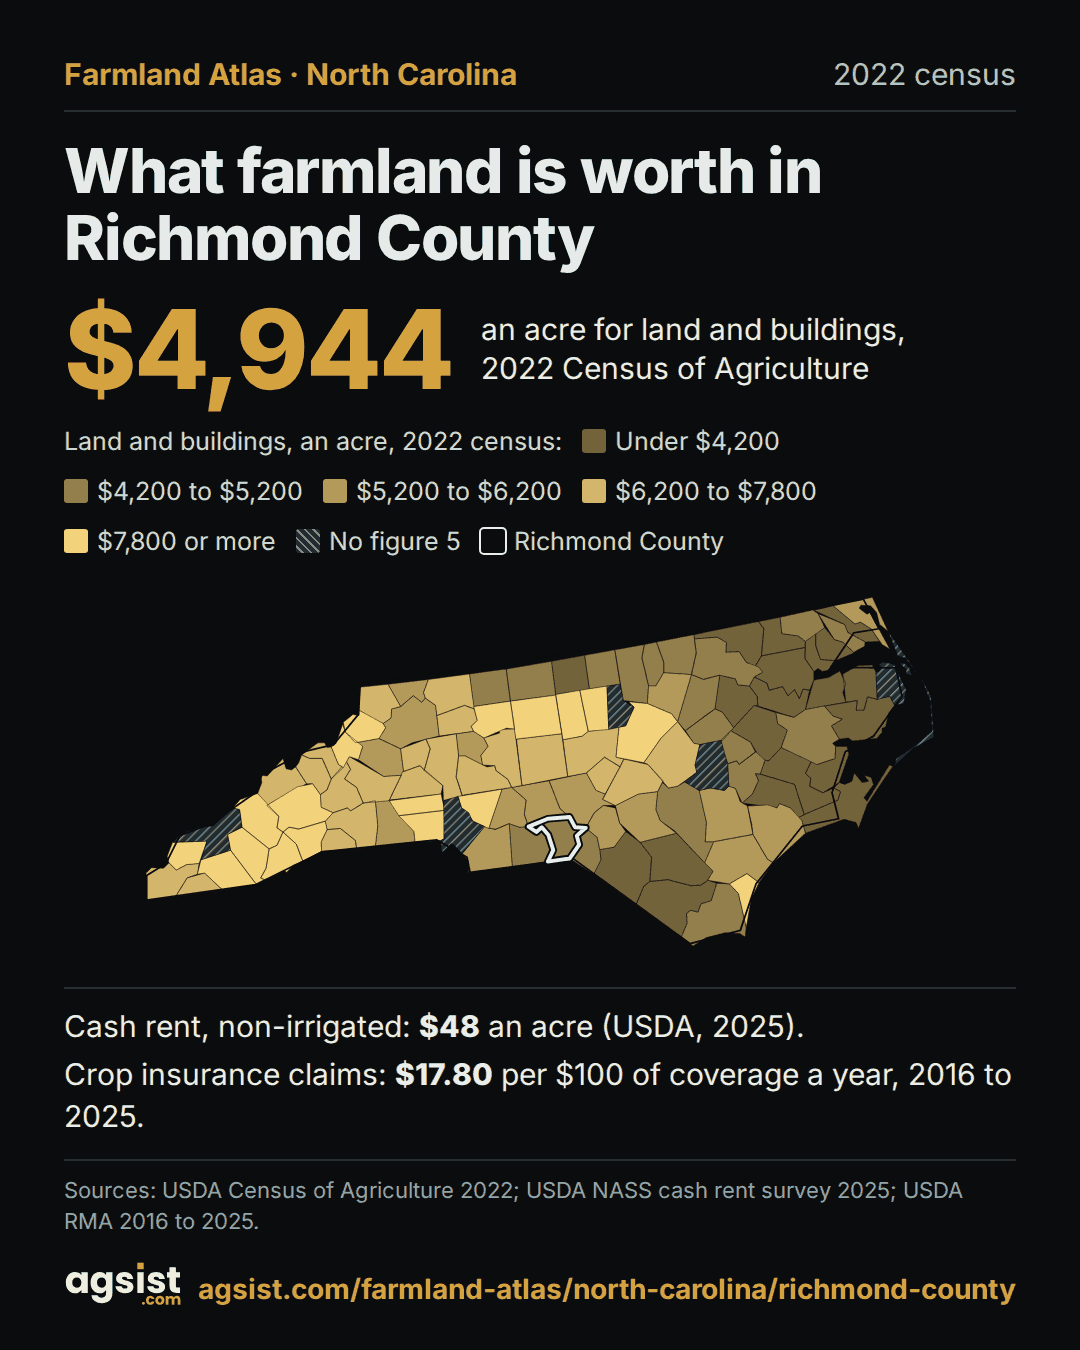 Farmland Atlas · North Carolina
2022 census
What farmland is worth in
Richmond County
$4,944
an acre for land and buildings,
2022 Census of Agriculture
Land and buildings, an acre, 2022 census: Under $4,200
$4,200 to $5,200 $5,200 to $6,200 $6,200 to $7,800
$7,800 or more No figure 5 Richmond County
Cash rent, non-irrigated: $48 an acre (USDA, 2025).
Crop insurance claims: $17.80 per $100 of coverage a year, 2016 to
2025.
Sources: USDA Census of Agriculture 2022; USDA NASS cash rent survey 2025; USDA
RMA 2016 to 2025.
agsist.com
agsist.com/farmland-atlas/north-carolina/richmond-county